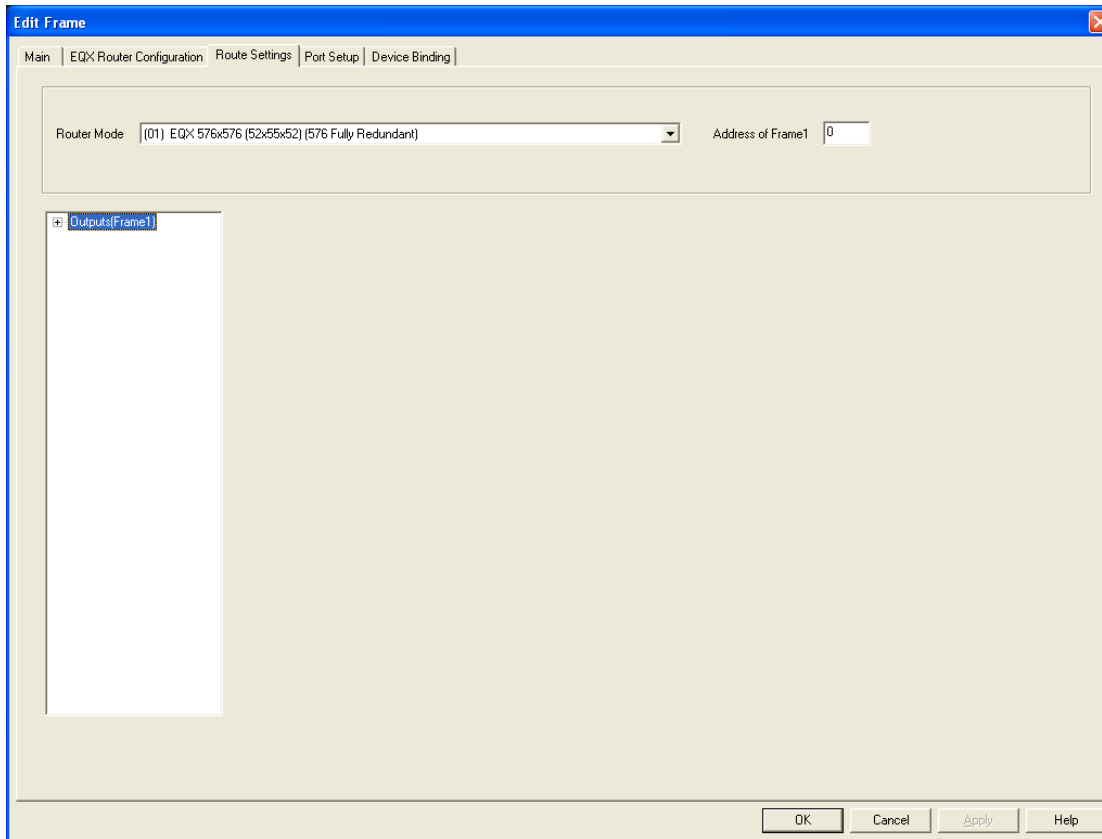 Edit Frame
Main EQX Router Configuration Route Settings Port Setup Device Binding
Router Mode (01) EQX 576x576 (52x55x52) (576 Fully Redundant) Address of Frame1 0
Outputs(Frame1)
OK Cancel Apply Help